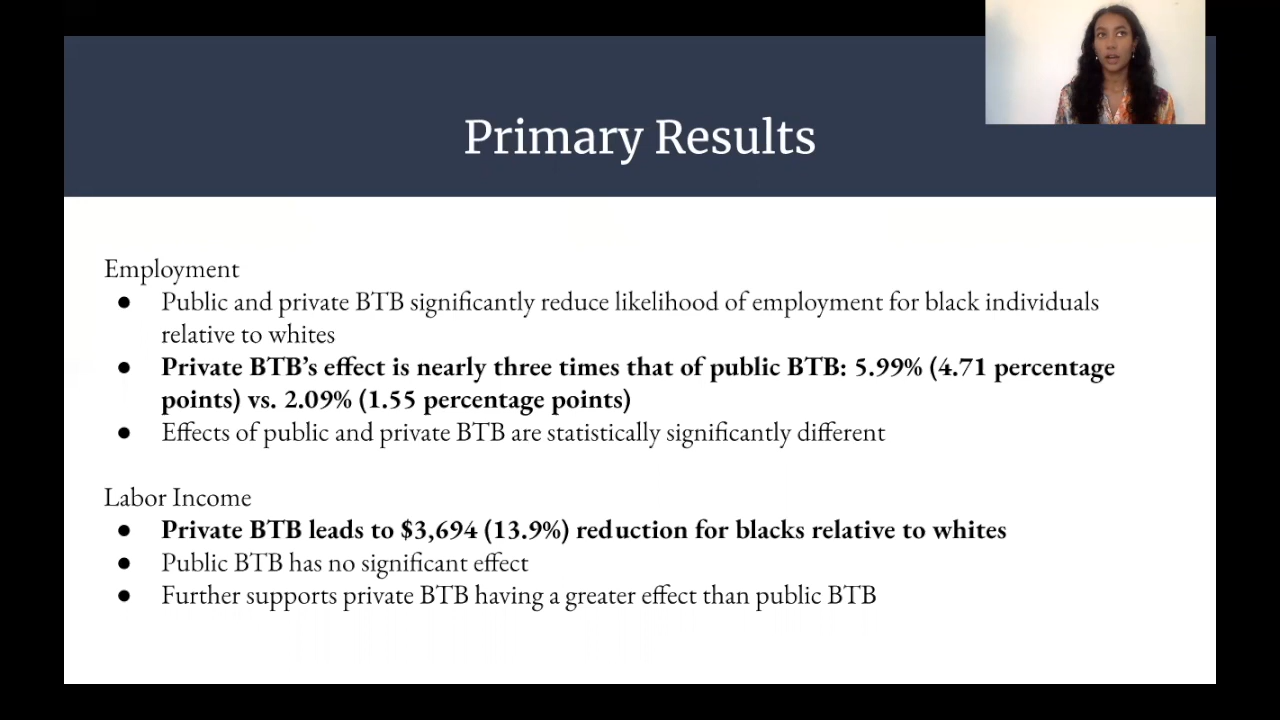 Primary Results
Employment
● Public and private BTB significantly reduce likelihood of employment for black individuals
relative to whites
● Private BTB’s effect is nearly three times that of public BTB: 5.99% (4.71 percentage
points) vs. 2.09% (1.55 percentage points)
● Effects of public and private BTB are statistically significantly different
Labor Income
● Private BTB leads to $3,694 (13.9%) reduction for blacks relative to whites
● Public BTB has no significant effect
● Further supports private BTB having a greater effect than public BTB